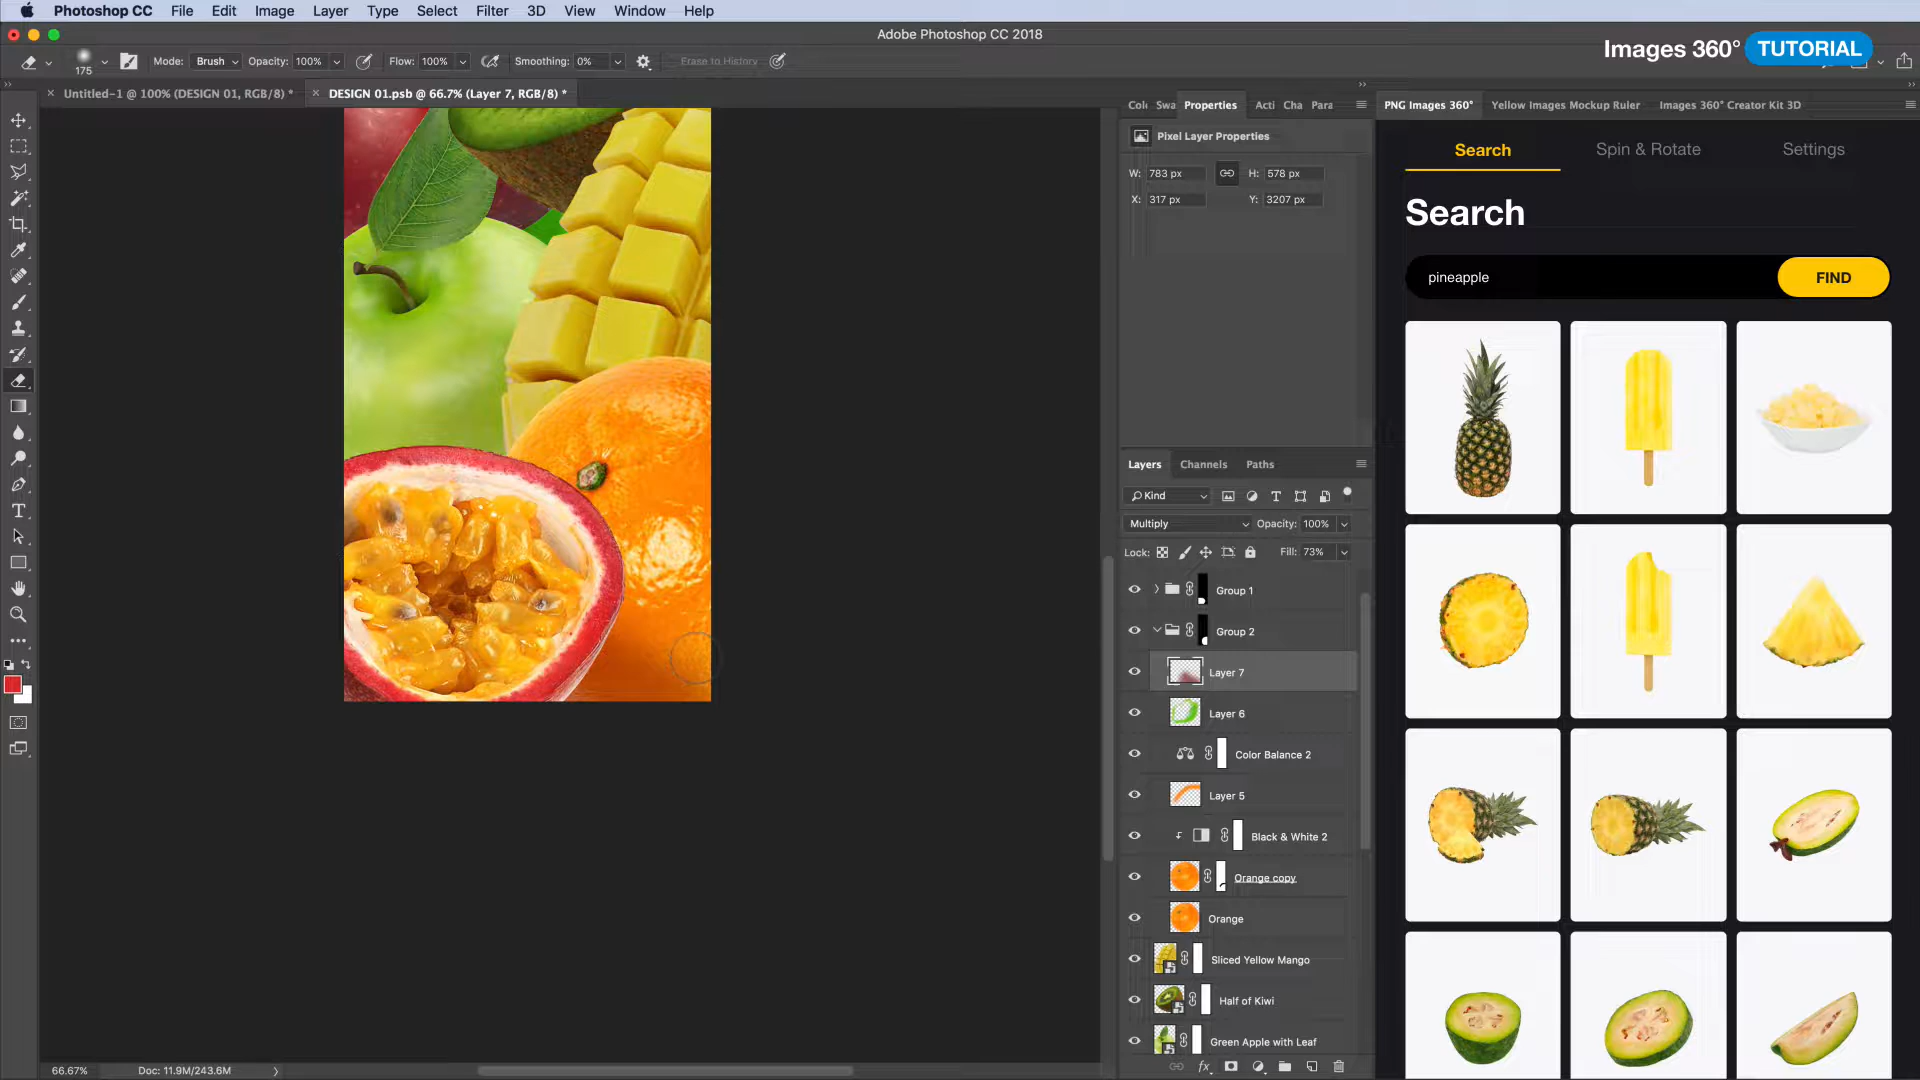 Photoshop CC File Edit Image Layer Type Select Filter 3D View Window Help
Adobe Photoshop CC 2018
Images 360° TUTORIAL
175 Mode: Brush Opacity: 100% Flow: 100% Smoothing: 0% Erase to History
Untitled-1 @ 100% (DESIGN 01, RGB/8) * DESIGN 01.psb @ 66.7% (Layer 7, RGB/8) *
Col Swa Properties Acti Cha Para
PNG Images 360° Yellow Images Mockup Ruler Images 360° Creator Kit 3D
Pixel Layer Properties
W: 783 px H: 578 px
X: 317 px Y: 3207 px
Search Spin & Rotate Settings
Search
pineapple FIND
Layers Channels Paths
Kind
Multiply Opacity: 100%
Lock: Fill: 73%
Group 1
Group 2
Layer 7
Layer 6
Color Balance 2
Layer 5
Black & White 2
Orange copy
Orange
Sliced Yellow Mango
Half of Kiwi
Green Apple with Leaf
66.67% Doc: 11.9M/243.6M